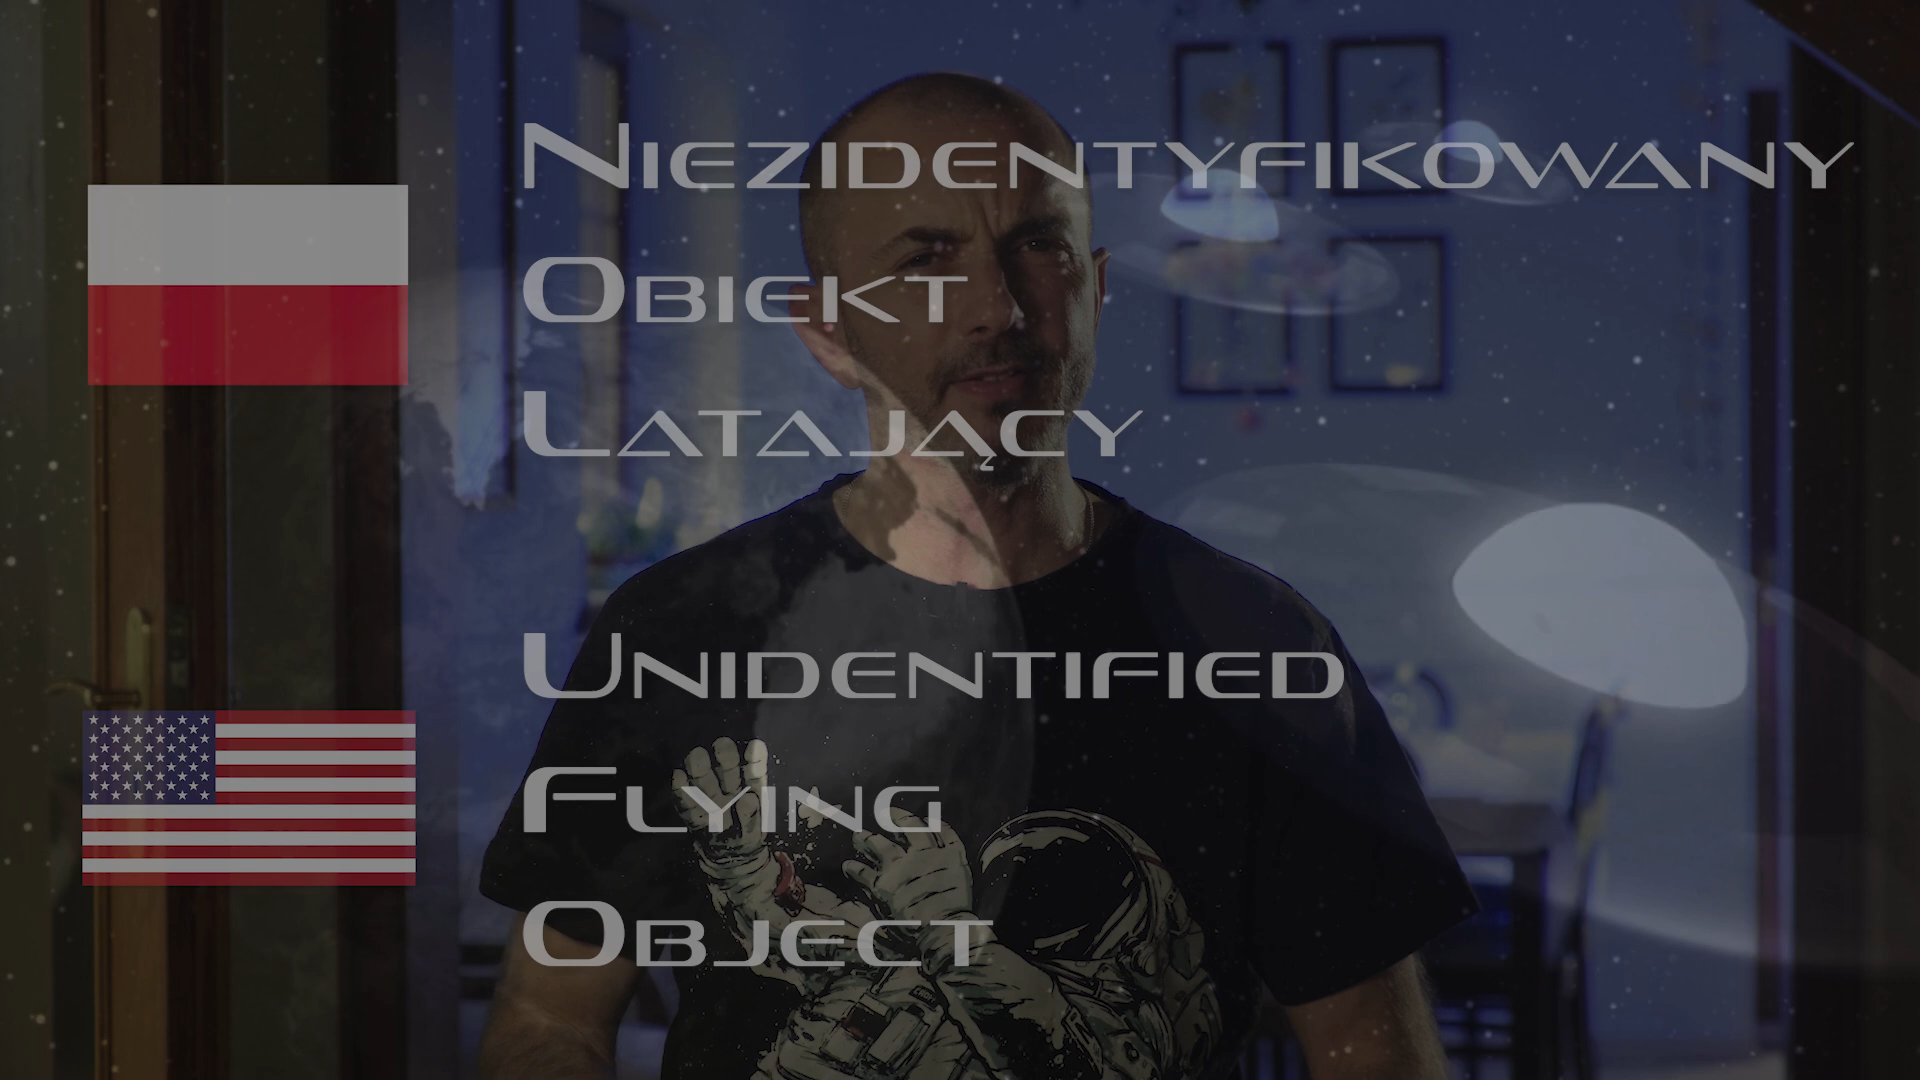 Niezidentyfikowany
Obiekt
Latający
Unidentified
Flying
Object